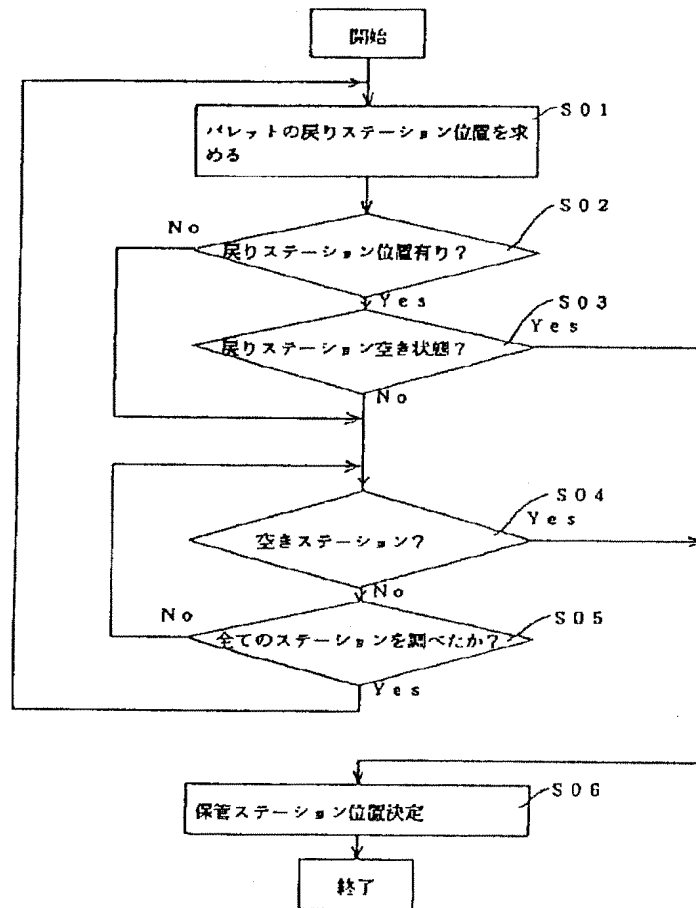 開始
S01
パレットの戻りステーション位置を求
める
S02
No
戻りステーション位置有り?
Yes
S03
Yes
戻りステーション空き状態?
No
S04
Yes
空きステーション?
No
No
S05
全てのステーションを調べたか?
Yes
S06
保管ステーション位置決定
終了